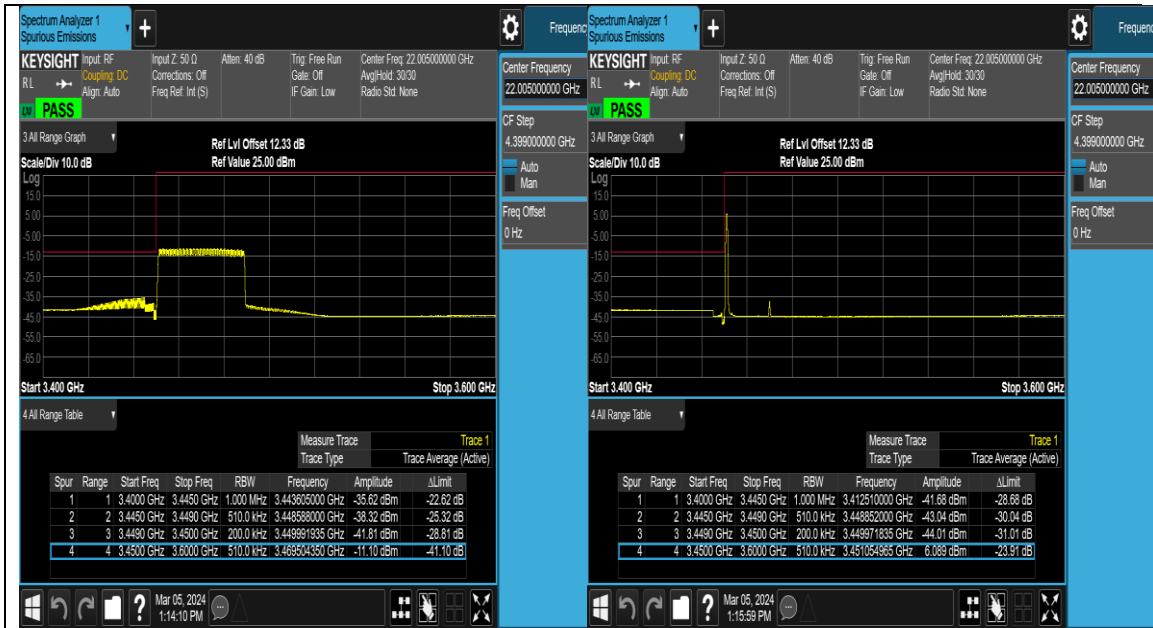 Spectrum Analyzer 1
Spurious Emissions
+
Frequenc
KEYSIGHT
RL
Input: RF
Coupling: DC
Align: Auto
Input Z: 50 Ω
Corrections: Off
Freq Ref: Int (S)
Atten: 40 dB
Trig: Free Run
Gate: Off
IF Gain: Low
Center Freq: 22.005000000 GHz
Avg|Hold: 30/30
Radio Std: None
PASS
Center Frequency
22.005000000 GHz
CF Step
4.399000000 GHz
Auto
Man
Freq Offset
0 Hz
3 All Range Graph
Ref Lvl Offset 12.33 dB
Scale/Div 10.0 dB
Ref Value 25.00 dBm
Log
15.0
5.00
-5.00
-15.0
-25.0
-35.0
-45.0
-55.0
-65.0
Start 3.400 GHz
Stop 3.600 GHz
4 All Range Table
Measure Trace Trace 1
Trace Type Trace Average (Active)
Spur Range Start Freq Stop Freq RBW Frequency Amplitude ΔLimit
1 1 3.4000 GHz 3.4450 GHz 1.000 MHz 3.443605000 GHz -35.62 dBm -22.62 dB
2 2 3.4450 GHz 3.4490 GHz 510.0 kHz 3.448588000 GHz -38.32 dBm -25.32 dB
3 3 3.4490 GHz 3.4500 GHz 200.0 kHz 3.449991935 GHz -41.81 dBm -28.81 dB
4 4 3.4500 GHz 3.6000 GHz 510.0 kHz 3.469504350 GHz -11.10 dBm -41.10 dB
?
Mar 05, 2024
1:14:10 PM
Spectrum Analyzer 1
Spurious Emissions
+
Frequenc
KEYSIGHT
RL
Input: RF
Coupling: DC
Align: Auto
Input Z: 50 Ω
Corrections: Off
Freq Ref: Int (S)
Atten: 40 dB
Trig: Free Run
Gate: Off
IF Gain: Low
Center Freq: 22.005000000 GHz
Avg|Hold: 30/30
Radio Std: None
PASS
Center Frequency
22.005000000 GHz
CF Step
4.399000000 GHz
Auto
Man
Freq Offset
0 Hz
3 All Range Graph
Ref Lvl Offset 12.33 dB
Scale/Div 10.0 dB
Ref Value 25.00 dBm
Log
15.0
5.00
-5.00
-15.0
-25.0
-35.0
-45.0
-55.0
-65.0
Start 3.400 GHz
Stop 3.600 GHz
4 All Range Table
Measure Trace Trace 1
Trace Type Trace Average (Active)
Spur Range Start Freq Stop Freq RBW Frequency Amplitude ΔLimit
1 1 3.4000 GHz 3.4450 GHz 1.000 MHz 3.412510000 GHz -41.68 dBm -28.68 dB
2 2 3.4450 GHz 3.4490 GHz 510.0 kHz 3.448852000 GHz -43.04 dBm -30.04 dB
3 3 3.4490 GHz 3.4500 GHz 200.0 kHz 3.449971835 GHz -44.01 dBm -31.01 dB
4 4 3.4500 GHz 3.6000 GHz 510.0 kHz 3.451054965 GHz 6.089 dBm -23.91 dB
?
Mar 05, 2024
1:15:59 PM